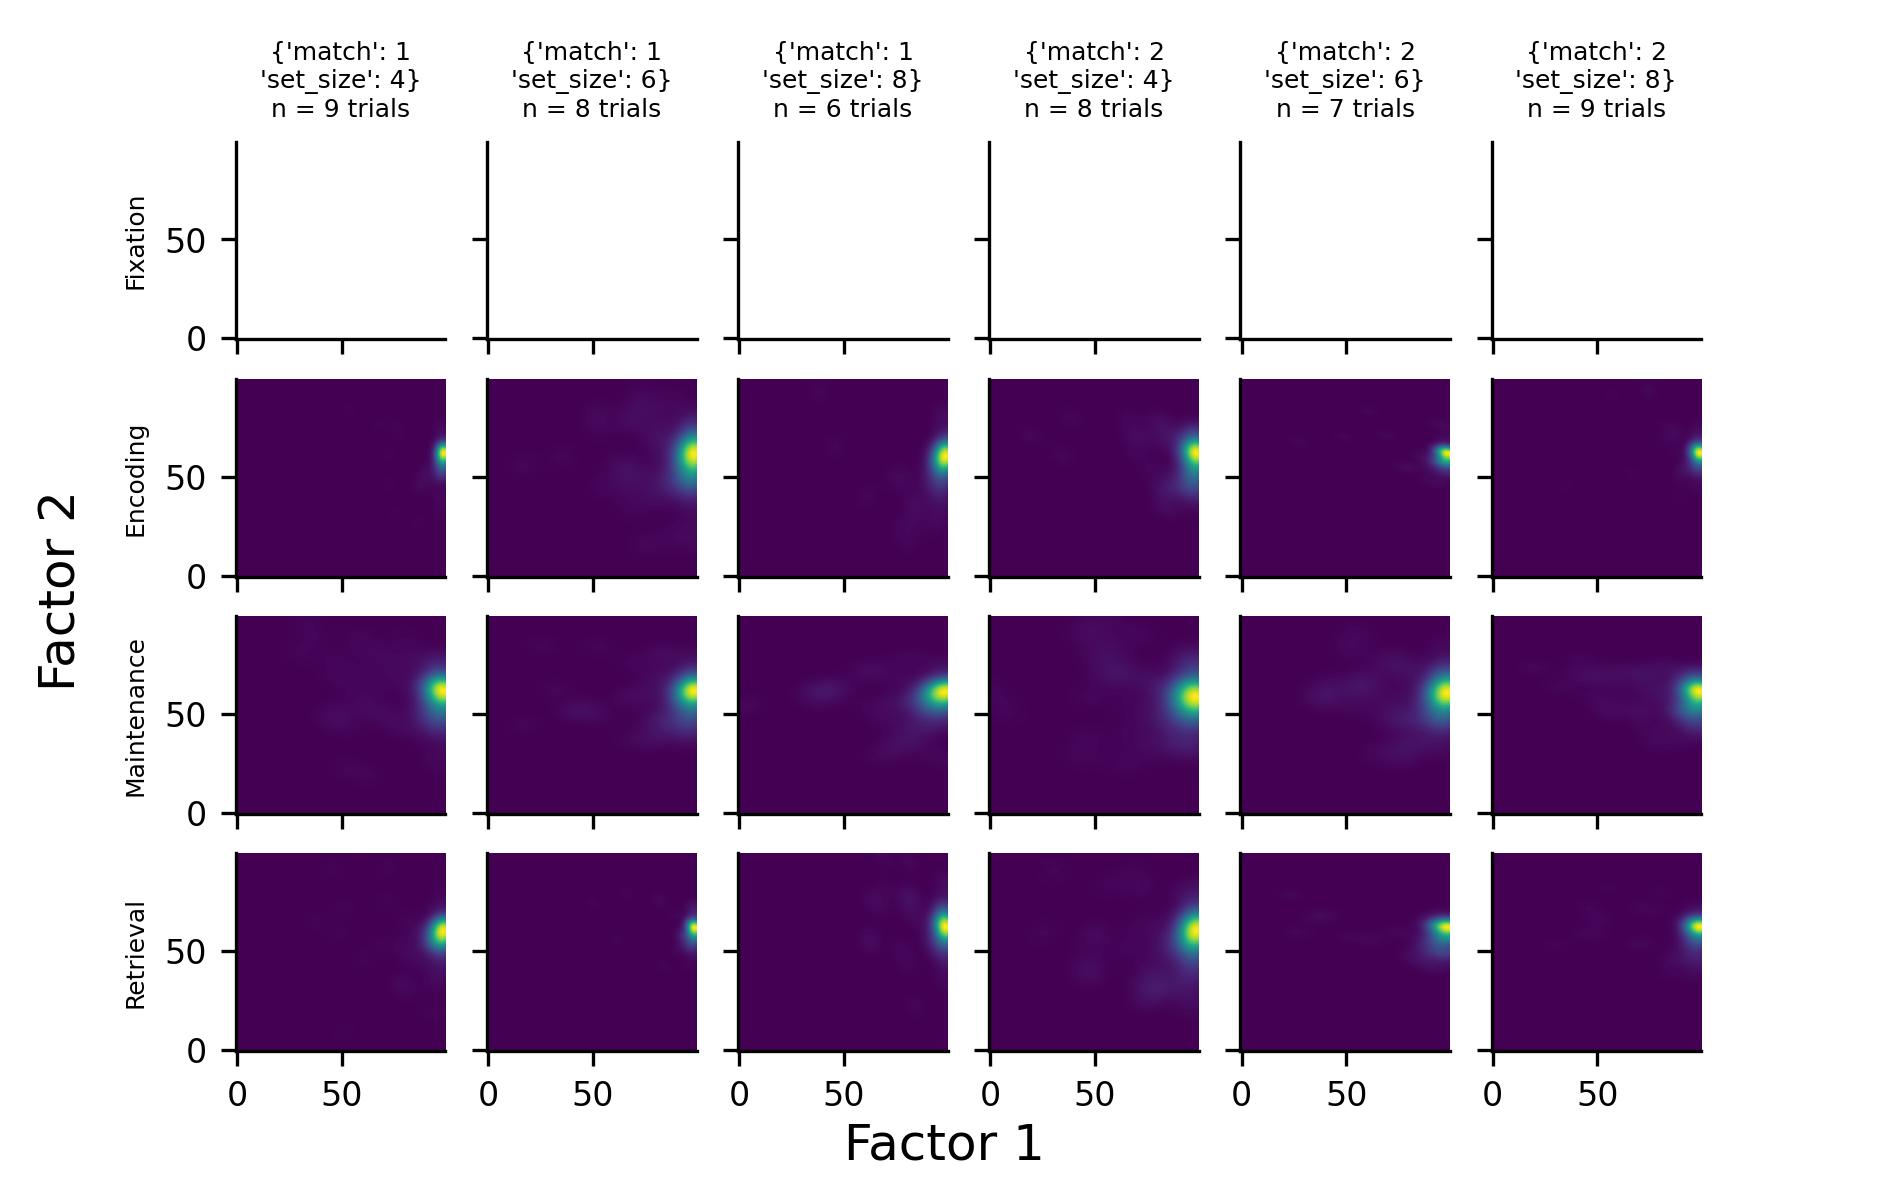 {'match': 1
'set_size': 4}
n = 9 trials
{'match': 1
'set_size': 6}
n = 8 trials
{'match': 1
'set_size': 8}
n = 6 trials
{'match': 2
'set_size': 4}
n = 8 trials
{'match': 2
'set_size': 6}
n = 7 trials
{'match': 2
'set_size': 8}
n = 9 trials
Factor 2
Fixation
50
0
Encoding
50
0
Maintenance
50
0
Retrieval
50
0
0 50 0 50 0 50 0 50 0 50 0 50
Factor 1